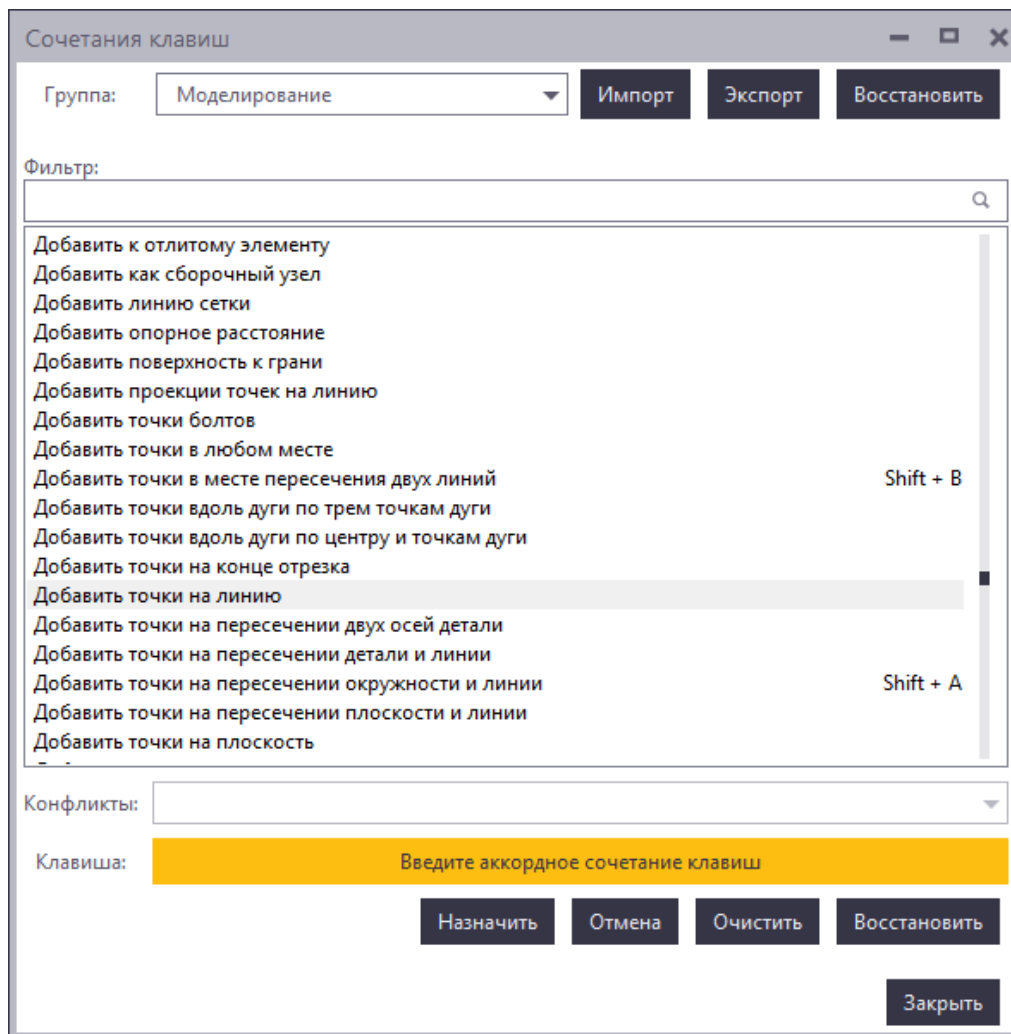 Сочетания клавиш
Группа: Моделирование Импорт Экспорт Восстановить
Фильтр:
Добавить к отлитому элементу
Добавить как сборочный узел
Добавить линию сетки
Добавить опорное расстояние
Добавить поверхность к грани
Добавить проекции точек на линию
Добавить точки болтов
Добавить точки в любом месте
Добавить точки в месте пересечения двух линий Shift + B
Добавить точки вдоль дуги по трем точкам дуги
Добавить точки вдоль дуги по центру и точкам дуги
Добавить точки на конце отрезка
Добавить точки на линию
Добавить точки на пересечении двух осей детали
Добавить точки на пересечении детали и линии
Добавить точки на пересечении окружности и линии Shift + A
Добавить точки на пересечении плоскости и линии
Добавить точки на плоскость
Конфликты:
Клавиша: Введите аккордное сочетание клавиш
Назначить Отмена Очистить Восстановить
Закрыть